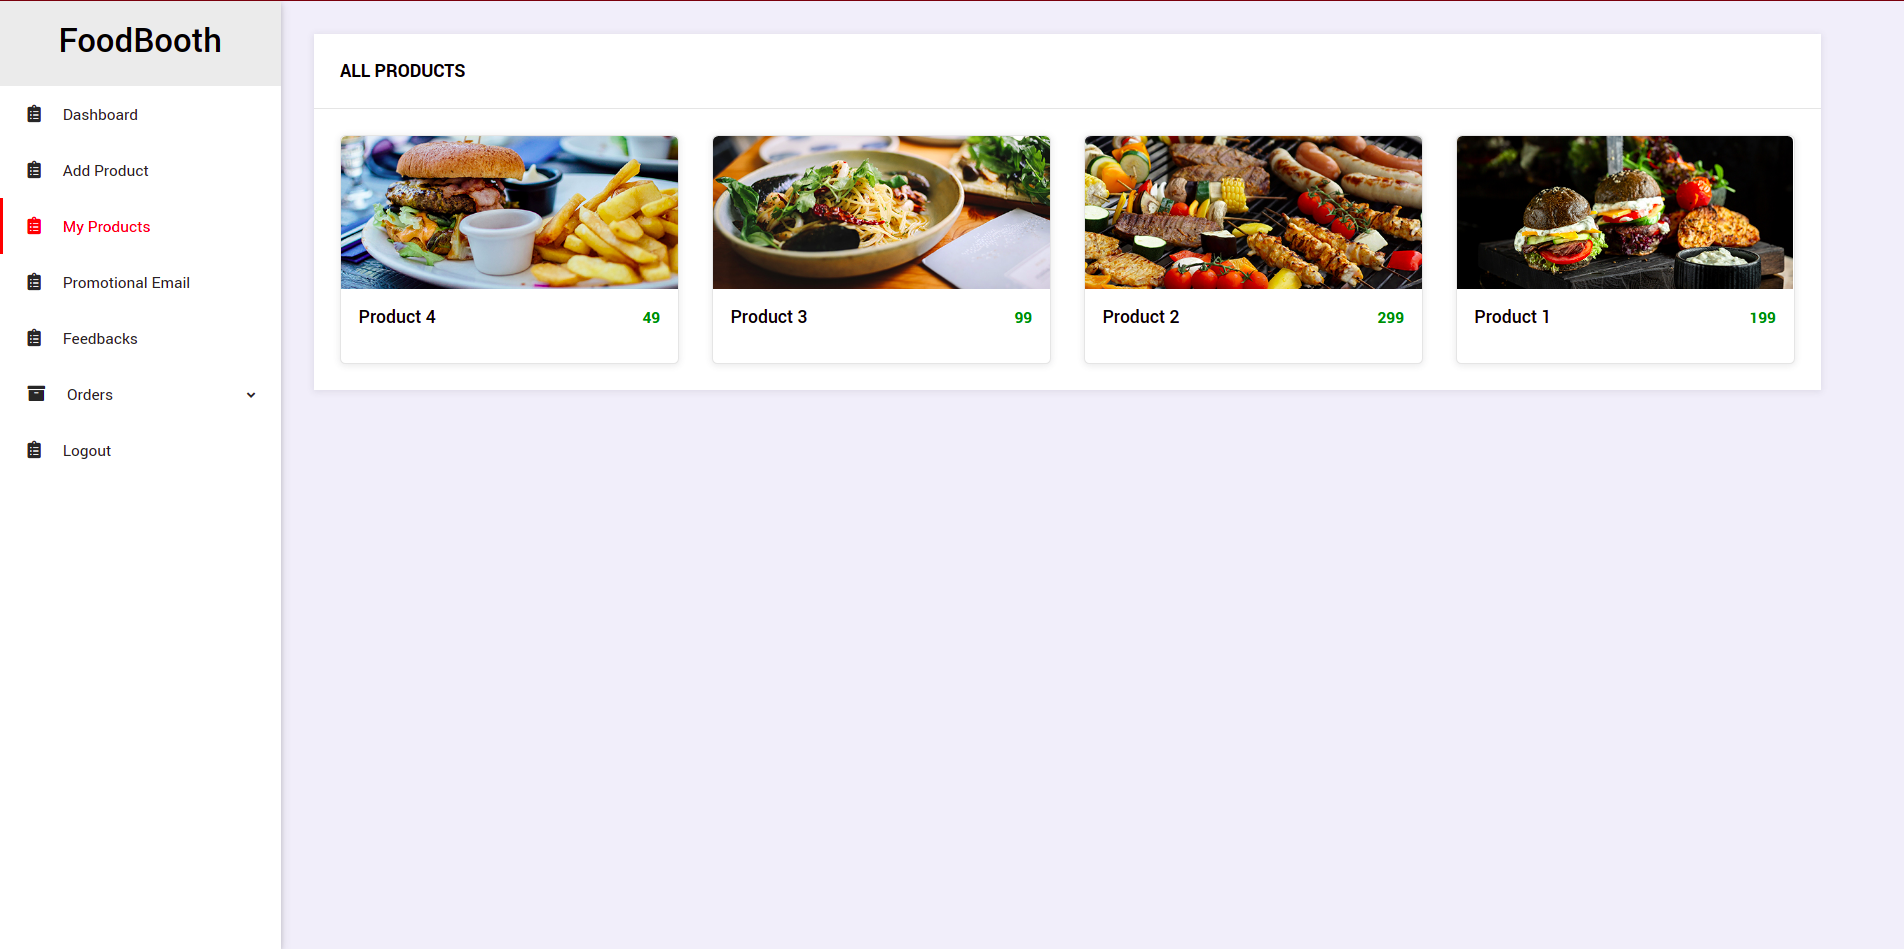 FoodBooth
Dashboard
Add Product
My Products
Promotional Email
Feedbacks
Orders
Logout
ALL PRODUCTS
Product 4 49
Product 3 99
Product 2 299
Product 1 199